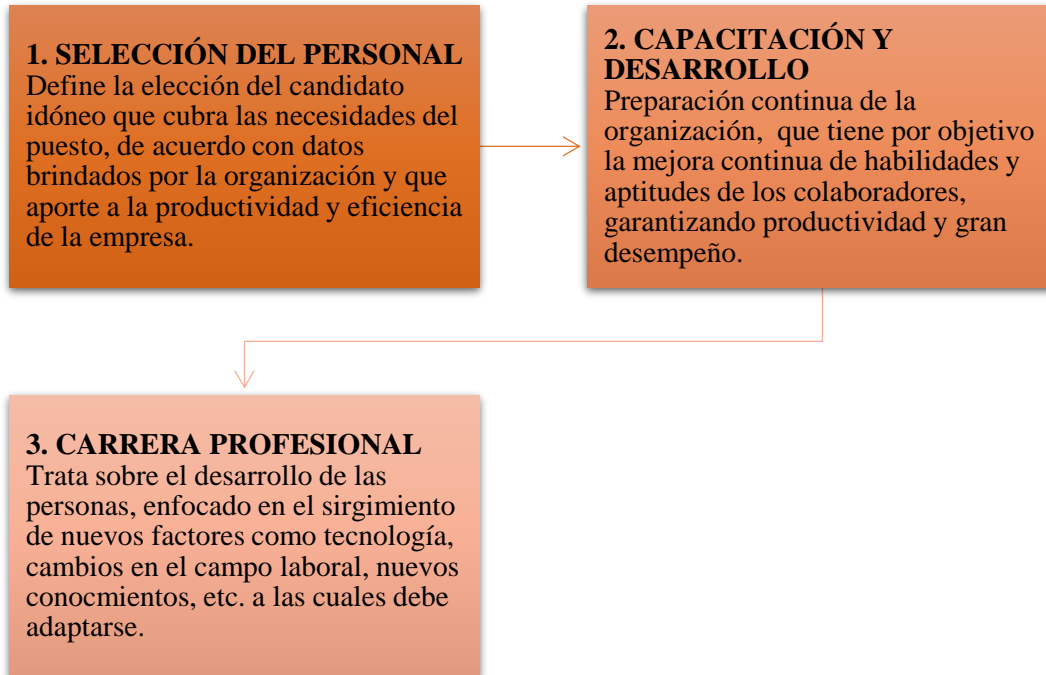 1. SELECCIÓN DEL PERSONAL
Define la elección del candidato
idóneo que cubra las necesidades del
puesto, de acuerdo con datos
brindados por la organización y que
aporte a la productividad y eficiencia
de la empresa.
2. CAPACITACIÓN Y
DESARROLLO
Preparación continua de la
organización, que tiene por objetivo
la mejora continua de habilidades y
aptitudes de los colaboradores,
garantizando productividad y gran
desempeño.
3. CARRERA PROFESIONAL
Trata sobre el desarrollo de las
personas, enfocado en el sirgimiento
de nuevos factores como tecnología,
cambios en el campo laboral, nuevos
conocmientos, etc. a las cuales debe
adaptarse.